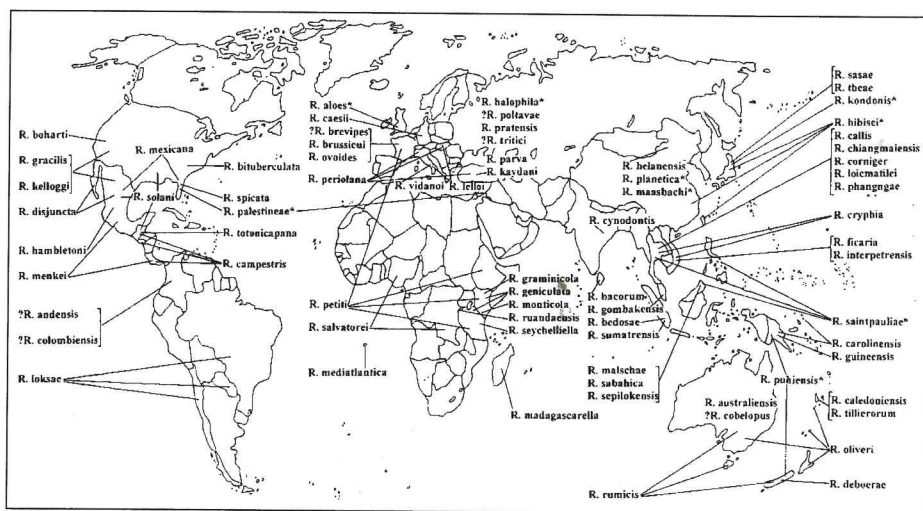 R. boharti
R. gracilis
R. kelloggi
R. disjuncta
R. hambletoni
R. menkei
?R. andensis
?R. colombiensis
R. loksae
R. mexicana
R. solani
R. bituberculata
R. spicata
R. palestineae*
R. totonicapana
R. campestris
R. aloes*
R. caesii
?R. brevipes
R. brussicui
R. ovoides
R. periolana
R. vidanoi
R. lelloi
R. halophila*
?R. poltavae
R. pratensis
?R. tritici
R. parva
R. kaydani
R. petiti
R. salvatorei
R. mediatlantica
R. graminicola
R. geniculata
R. monticola
R. ruandaensis
R. seychelliella
R. madagascarella
R. helanensis
R. planetica*
R. maasbachi*
R. cynodontis
R. bacorum
R. gombakensis
R. bedosae
R. sumatrensis
R. malschae
R. sabahica
R. sepilokensis
R. sasae
R. theae
R. kondonis*
R. hibisci*
R. callis
R. chiangmaiensis
R. corniger
R. loicmatilei
R. phangngae
R. cryphia
R. ficaria
R. interpetrensis
R. saintpauliae*
R. carolinensis
R. guineensis
R. puhiensis*
R. caledoniensis
R. tillierorum
R. australiensis
?R. cobelopus
R. oliveri
R. deboerae
R. rumicis